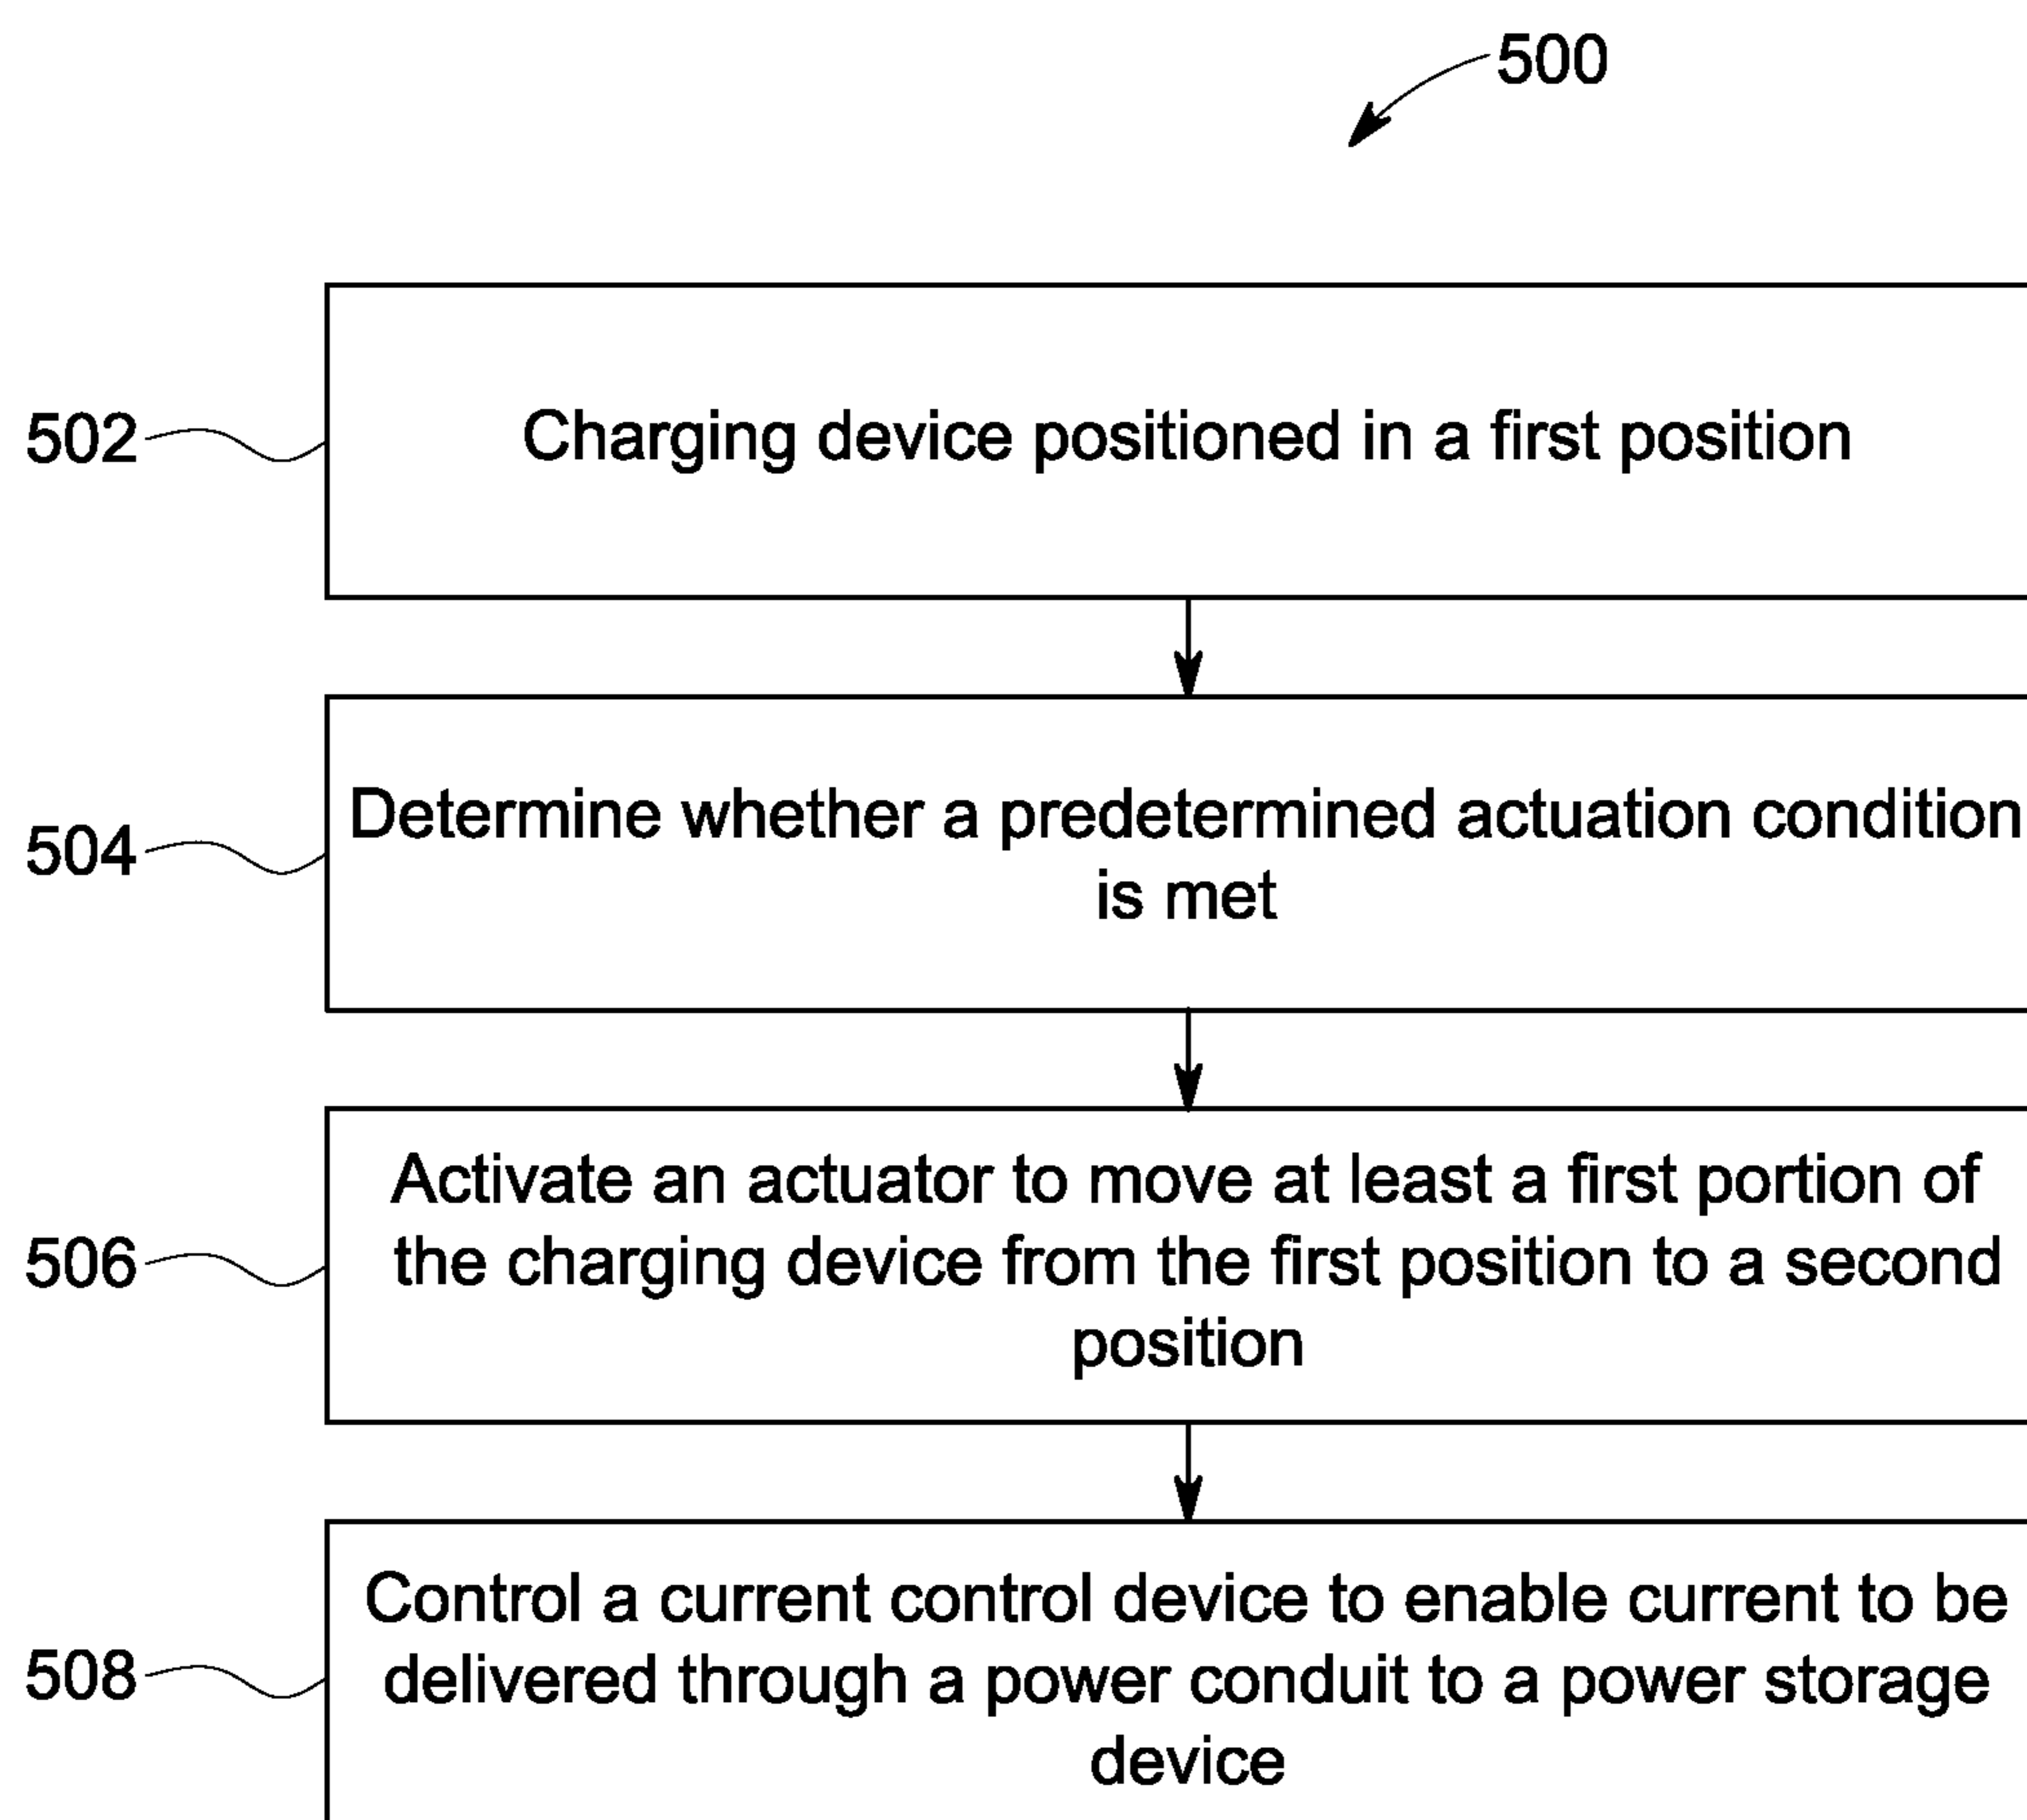 500
502
Charging device positioned in a first position
504
Determine whether a predetermined actuation condition
is met
506
Activate an actuator to move at least a first portion of
the charging device from the first position to a second
position
508
Control a current control device to enable current to be
delivered through a power conduit to a power storage
device